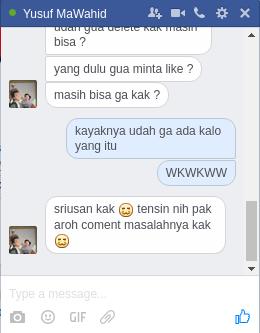 Yusuf MaWahid
udah gua delete kak masih
bisa ?
yang dulu gua minta like ?
masih bisa ga kak ?
kayaknya udah ga ada kalo
yang itu
WKWKWW
sriusan kak 😄 tensin nih pak
aroh coment masalahnya kak
😄
Type a message...
GIF